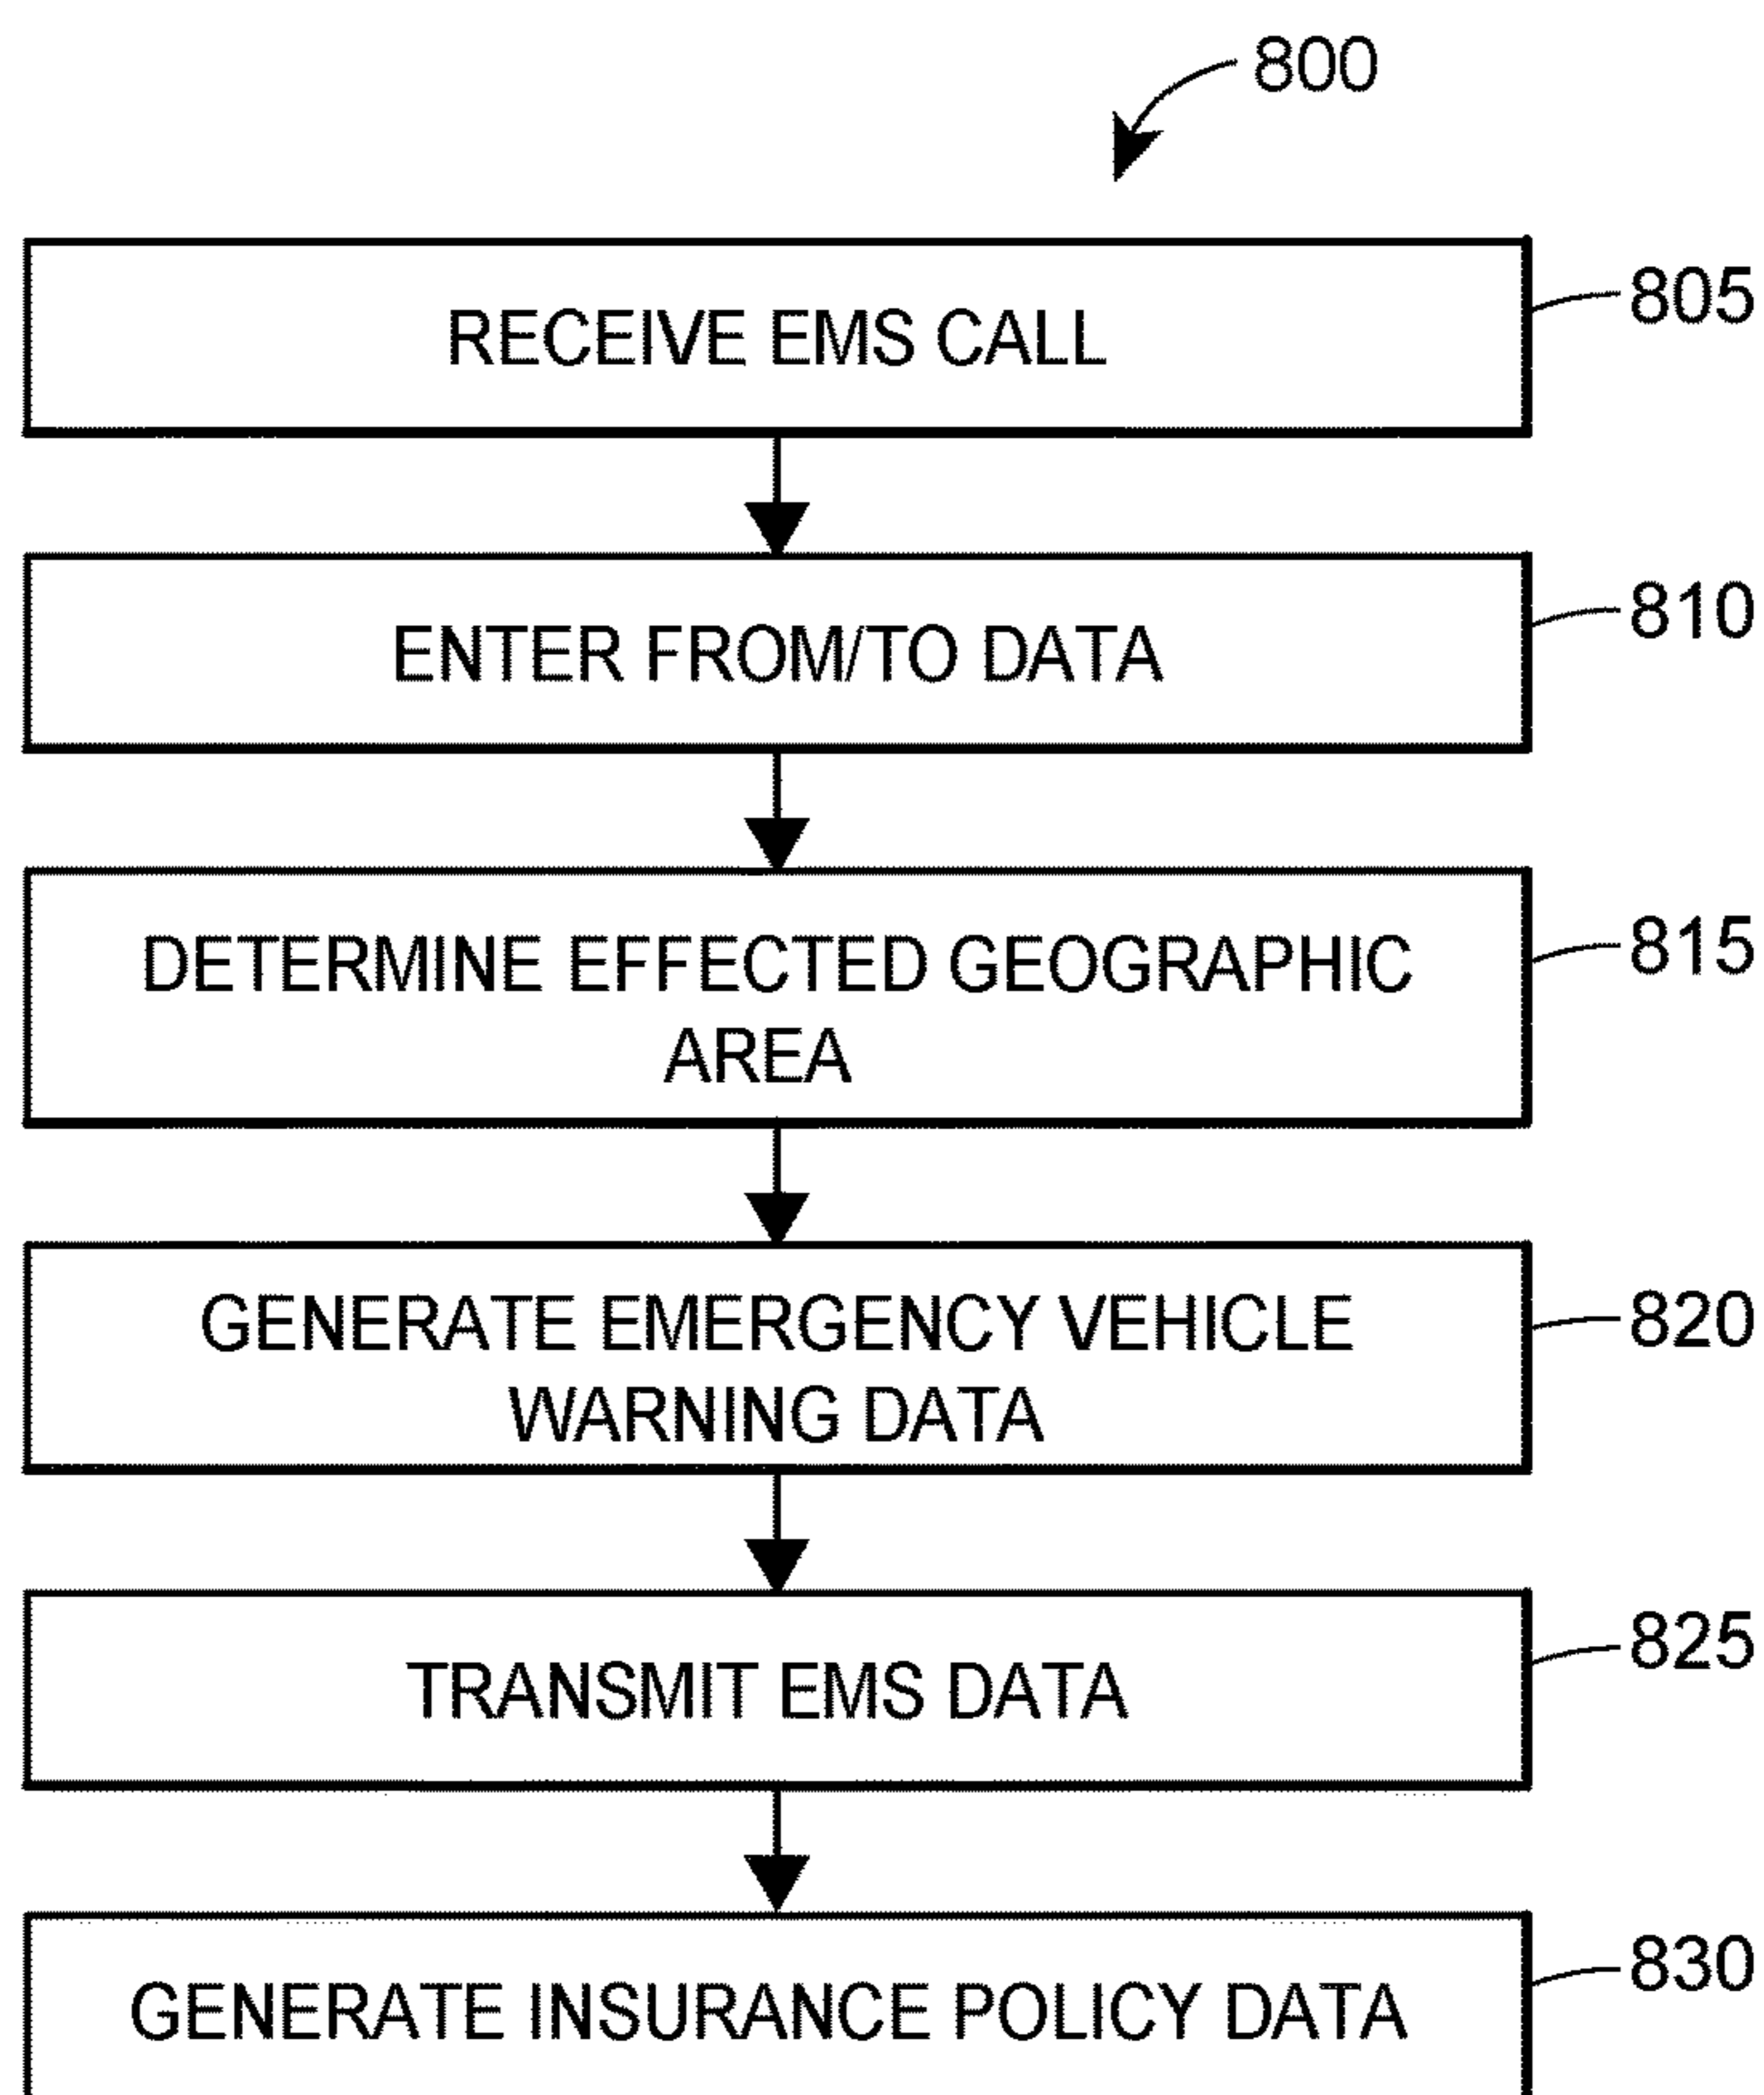 800
RECEIVE EMS CALL
805
ENTER FROM/TO DATA
810
DETERMINE EFFECTED GEOGRAPHIC
AREA
815
GENERATE EMERGENCY VEHICLE
WARNING DATA
820
TRANSMIT EMS DATA
825
GENERATE INSURANCE POLICY DATA
830